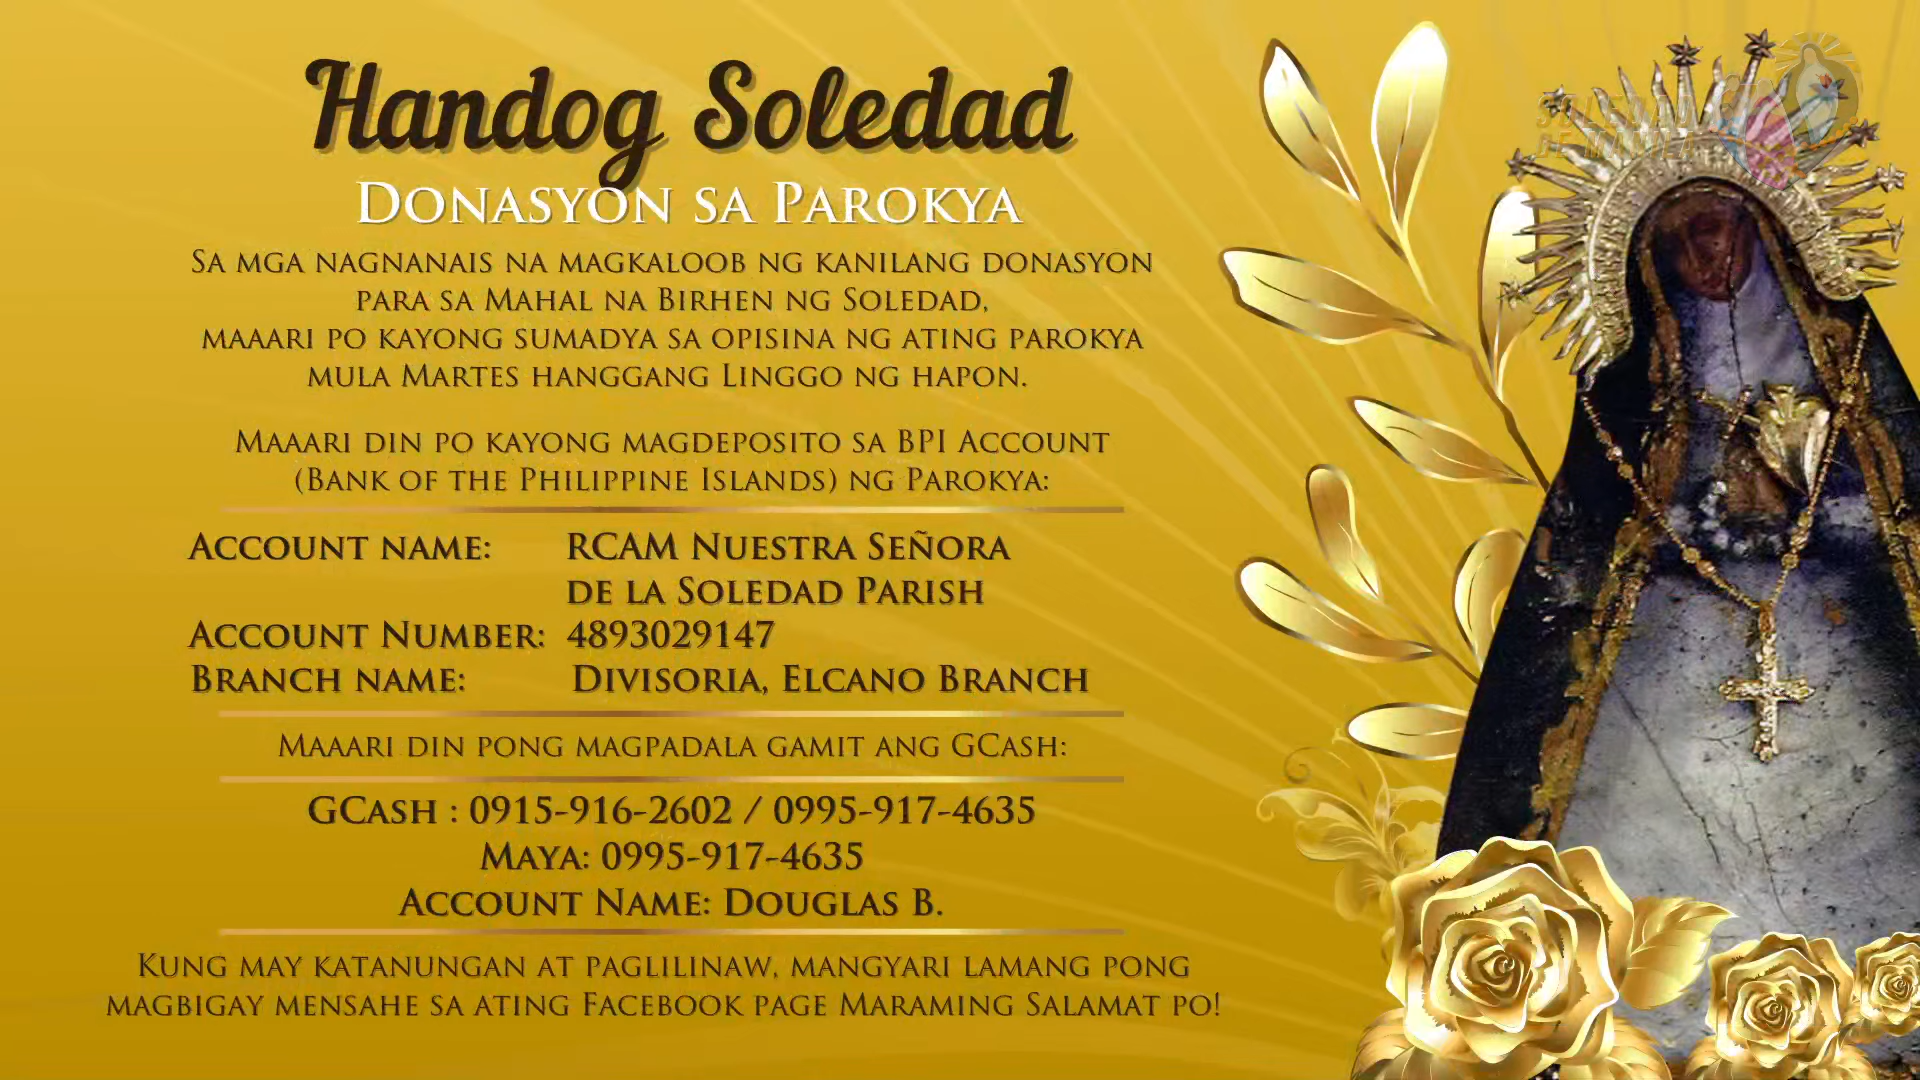 Handog Soledad
Donasyon sa Parokya
Sa mga nagnanais na magkaloob ng kanilang donasyon
para sa Mahal na Birhen ng Soledad,
maaari po kayong sumadya sa opisina ng ating parokya
mula Martes hanggang Linggo ng hapon.
Maaari din po kayong magdeposito sa BPI Account
(Bank of the Philippine Islands) ng Parokya:
Account name: RCAM Nuestra Señora
de la Soledad Parish
Account Number: 4893029147
Branch name: Divisoria, Elcano Branch
Maaari din pong magpadala gamit ang GCash:
GCash : 0915-916-2602 / 0995-917-4635
Maya: 0995-917-4635
Account Name: Douglas B.
Kung may katanungan at paglilinaw, mangyari lamang pong
magbigay mensahe sa ating Facebook page Maraming Salamat po!
SOLEDAD
DE MANILA